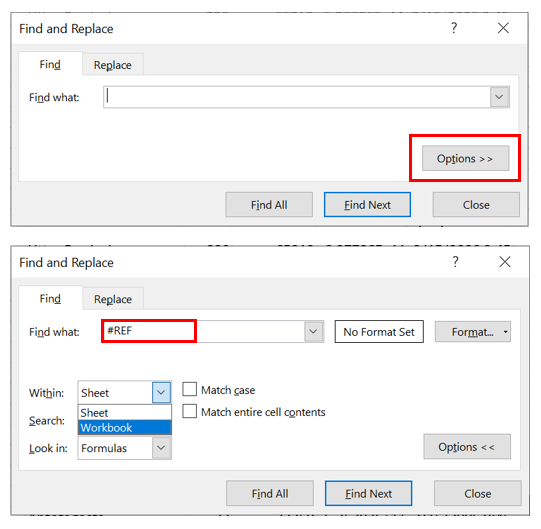 Find and Replace ?
Find Replace
Find what:
Options >>
Find All Find Next Close
Find and Replace ?
Find Replace
Find what: #REF No Format Set Format...
Within: Sheet Match case
Sheet Match entire cell contents
Search: Workbook
Look in: Formulas Options <<
Find All Find Next Close